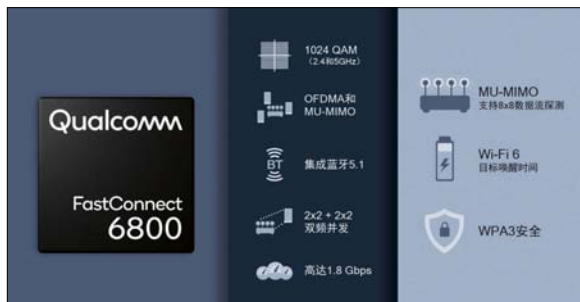 Qualcomm
FastConnect
6800
1024 QAM
(2.4和5GHz)
OFDMA和
MU-MIMO
BT
集成蓝牙5.1
2x2 + 2x2
双频并发
高达1.8 Gbps
MU-MIMO
支持8x8数据流探测
Wi-Fi 6
目标唤醒时间
WPA3安全